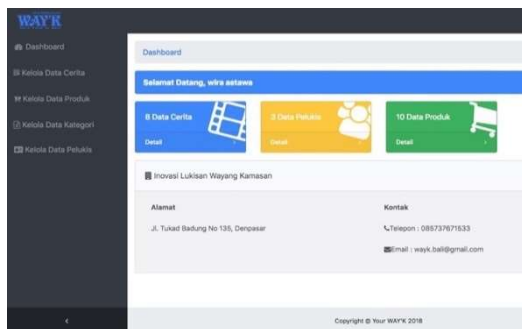 WAY'K
Dashboard
Kelola Data Cerita
Kelola Data Produk
Kelola Data Kategori
Kelola Data Pelukis
Dashboard
Selamat Datang, wira astawa
8 Data Cerita
Detail
3 Data Pelukis
Detail
10 Data Produk
Detail
Inovasi Lukisan Wayang Kamasan
Alamat
Jl. Tukad Badung No 135, Denpasar
Kontak
Telepon : 085737671533
Email : wayk.bali@gmail.com
Copyright © Your WAY'K 2018